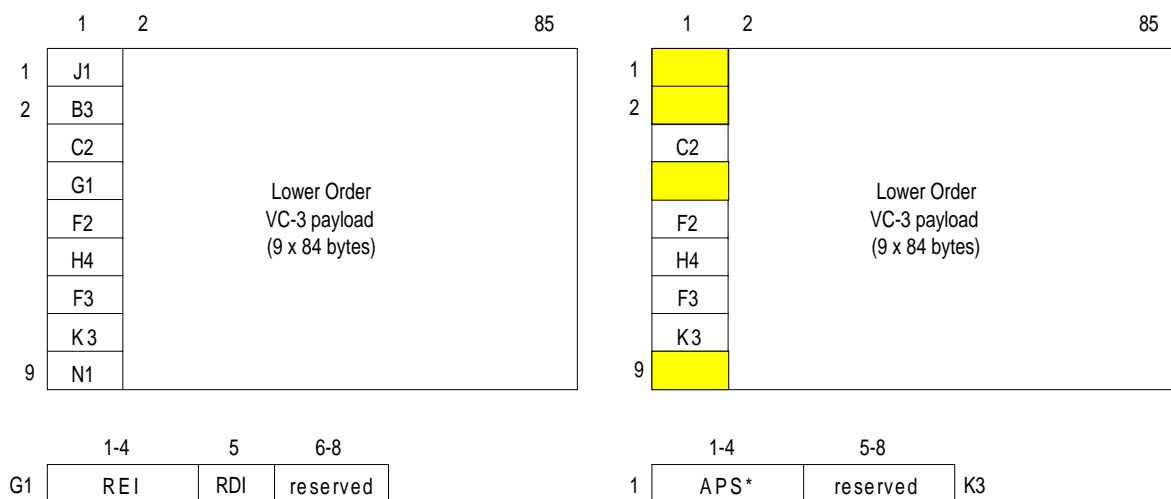 1 2 85
1 J1
2 B3
C2
G1
F2
H4
F3
K3
9 N1
Lower Order
VC-3 payload
(9 x 84 bytes)
1-4 5 6-8
G1 REI RDI reserved
1 2 85
1
2
C2
F2
H4
F3
K3
9
Lower Order
VC-3 payload
(9 x 84 bytes)
1-4 5-8
1 APS* reserved K3